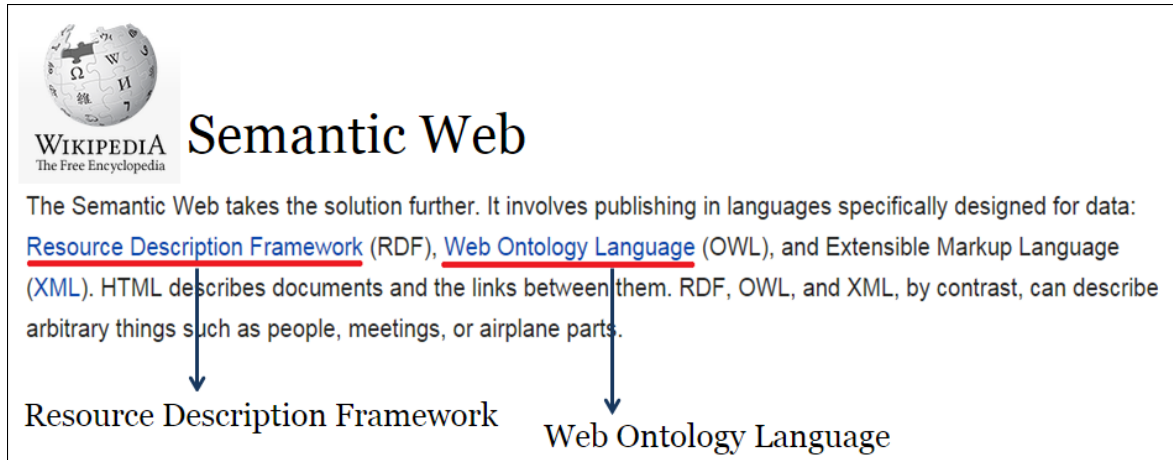 WIKIPEDIA
The Free Encyclopedia
Semantic Web
The Semantic Web takes the solution further. It involves publishing in languages specifically designed for data:
Resource Description Framework (RDF), Web Ontology Language (OWL), and Extensible Markup Language
(XML). HTML describes documents and the links between them. RDF, OWL, and XML, by contrast, can describe
arbitrary things such as people, meetings, or airplane parts.
Resource Description Framework
Web Ontology Language